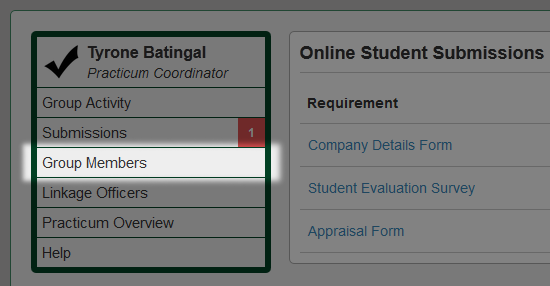 Tyrone Batingal
Practicum Coordinator
Group Activity
Submissions 1
Group Members
Linkage Officers
Practicum Overview
Help
Online Student Submissions
Requirement
Company Details Form
Student Evaluation Survey
Appraisal Form